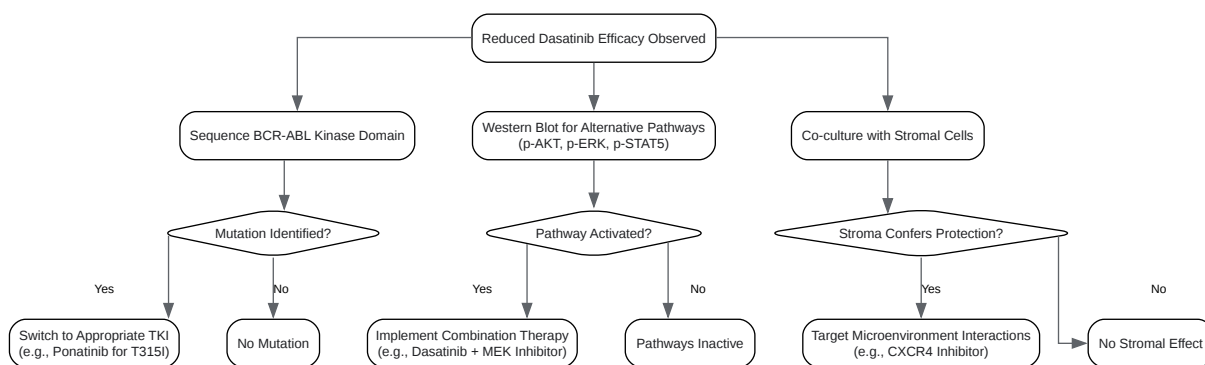 Reduced Dasatinib Efficacy Observed
Sequence BCR-ABL Kinase Domain
Western Blot for Alternative Pathways
(p-AKT, p-ERK, p-STAT5)
Co-culture with Stromal Cells
Mutation Identified?
Pathway Activated?
Stroma Confers Protection?
Yes
No
Yes
No
Yes
No
Switch to Appropriate TKI
(e.g., Ponatinib for T315I)
No Mutation
Implement Combination Therapy
(e.g., Dasatinib + MEK Inhibitor)
Pathways Inactive
Target Microenvironment Interactions
(e.g., CXCR4 Inhibitor)
No Stromal Effect